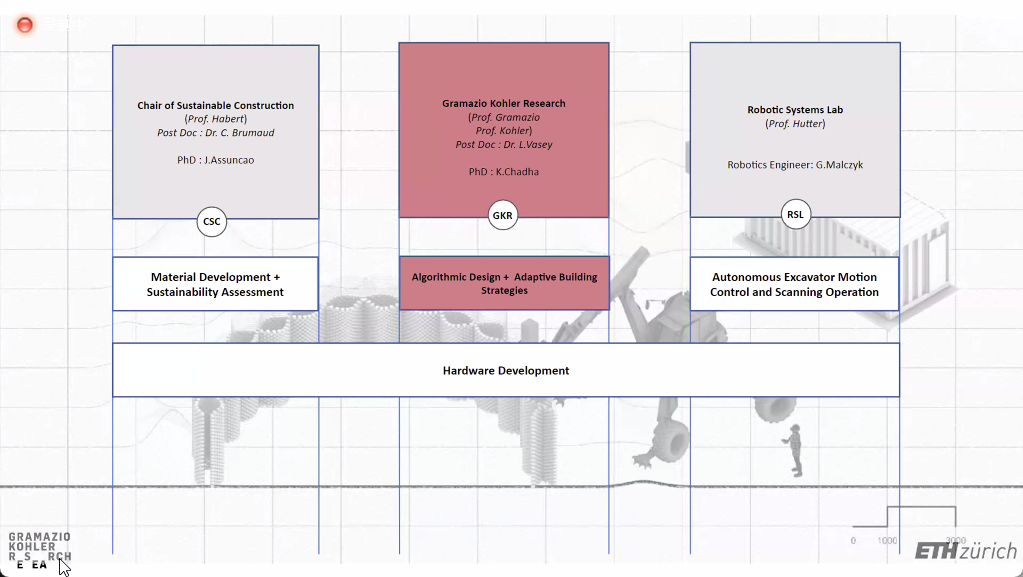 Chair of Sustainable Construction
(Prof. Habert)
Post Doc : Dr. C. Brumaud
PhD : J.Assuncao
CSC
Material Development +
Sustainability Assessment
Gramazio Kohler Research
(Prof. Gramazio
Prof. Kohler)
Post Doc : Dr. L.Vasey
PhD : K.Chadha
GKR
Algorithmic Design + Adaptive Building
Strategies
Robotic Systems Lab
(Prof. Hutter)
Robotics Engineer: G.Malczyk
RSL
Autonomous Excavator Motion
Control and Scanning Operation
Hardware Development
GRAMAZIO
KOHLER
R S RCH
E EA
0 1000 3000
ETH zürich